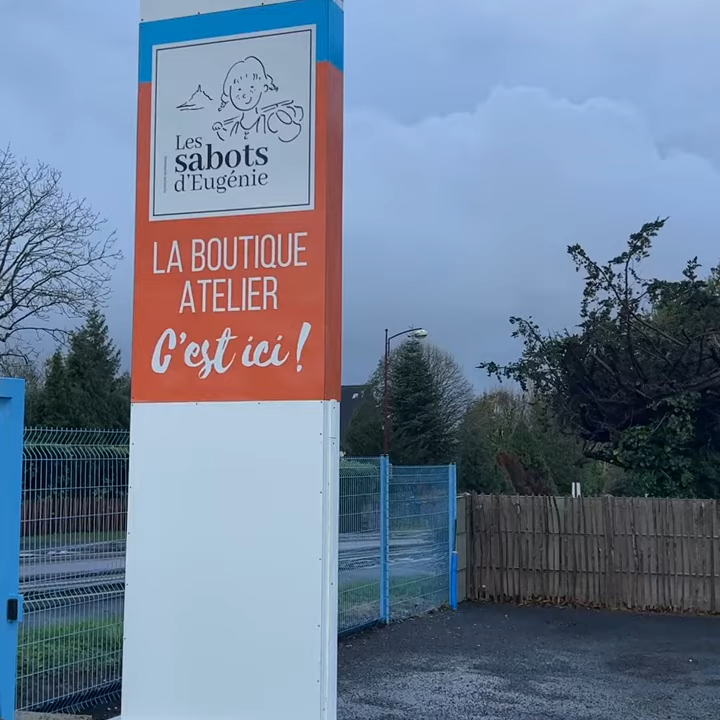 Les
sabots
d'Eugénie
LA BOUTIQUE
ATELIER
C'est ici !